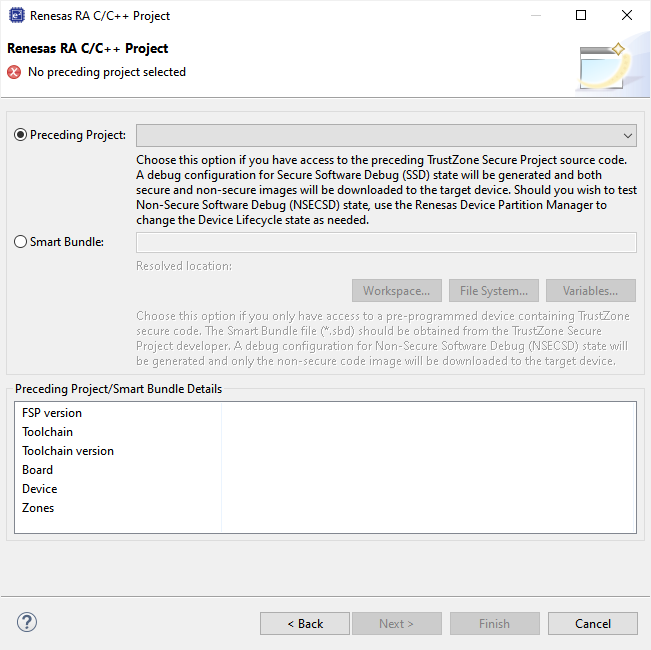 Renesas RA C/C++ Project
Renesas RA C/C++ Project
No preceding project selected
Preceding Project:
Choose this option if you have access to the preceding TrustZone Secure Project source code.
A debug configuration for Secure Software Debug (SSD) state will be generated and both
secure and non-secure images will be downloaded to the target device. Should you wish to test
Non-Secure Software Debug (NSECSD) state, use the Renesas Device Partition Manager to
change the Device Lifecycle state as needed.
Smart Bundle:
Resolved location:
Workspace... File System... Variables...
Choose this option if you only have access to a pre-programmed device containing TrustZone
secure code. The Smart Bundle file (*.sbd) should be obtained from the TrustZone Secure
Project developer. A debug configuration for Non-Secure Software Debug (NSECSD) state will
be generated and only the non-secure code image will be downloaded to the target device.
Preceding Project/Smart Bundle Details
FSP version
Toolchain
Toolchain version
Board
Device
Zones
? < Back Next > Finish Cancel